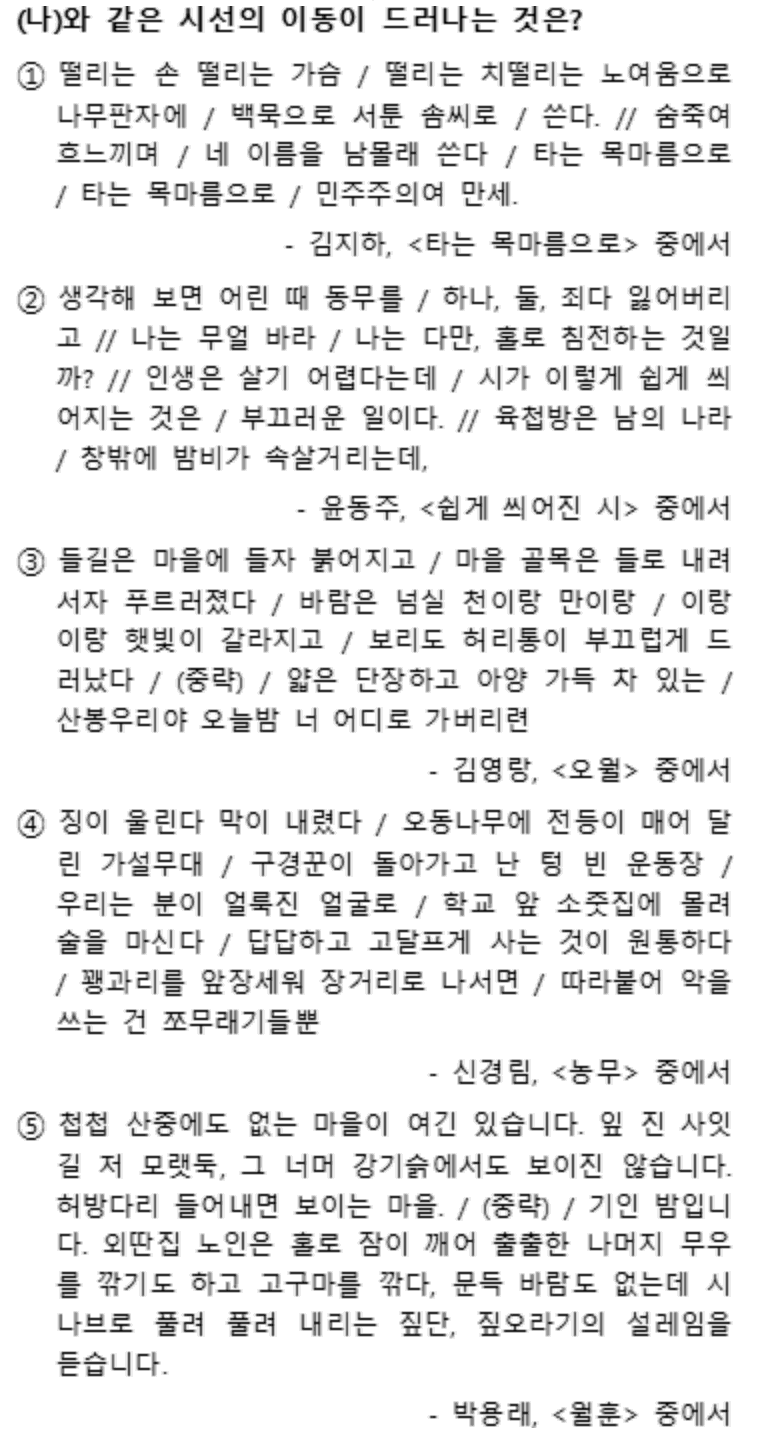 (나)와 같은 시선의 이동이 드러나는 것은?
① 떨리는 손 떨리는 가슴 / 떨리는 치떨리는 노여움으로
나무판자에 / 백묵으로 서툰 솜씨로 / 쓴다. // 숨죽여
흐느끼며 / 네 이름을 남몰래 쓴다 / 타는 목마름으로
/ 타는 목마름으로 / 민주주의여 만세.
- 김지하, <타는 목마름으로> 중에서
② 생각해 보면 어린 때 동무를 / 하나, 둘, 죄다 잃어버리
고 // 나는 무얼 바라 / 나는 다만, 홀로 침전하는 것일
까? // 인생은 살기 어렵다는데 / 시가 이렇게 쉽게 씌
어지는 것은 / 부끄러운 일이다. // 육첩방은 남의 나라
/ 창밖에 밤비가 속살거리는데,
- 윤동주, <쉽게 씌어진 시> 중에서
③ 들길은 마을에 들자 붉어지고 / 마을 골목은 들로 내려
서자 푸르러졌다 / 바람은 넘실 천이랑 만이랑 / 이랑
이랑 햇빛이 갈라지고 / 보리도 허리통이 부끄럽게 드
러났다 / (중략) / 얇은 단장하고 아양 가득 차 있는 /
산봉우리야 오늘밤 너 어디로 가버리련
- 김영랑, <오월> 중에서
④ 징이 울린다 막이 내렸다 / 오동나무에 전등이 매어 달
린 가설무대 / 구경꾼이 돌아가고 난 텅 빈 운동장 /
우리는 분이 얼룩진 얼굴로 / 학교 앞 소줏집에 몰려
술을 마신다 / 답답하고 고달프게 사는 것이 원통하다
/ 꽹과리를 앞장세워 장거리로 나서면 / 따라붙어 악을
쓰는 건 쪼무래기들뿐
- 신경림, <농무> 중에서
⑤ 첩첩 산중에도 없는 마을이 여긴 있습니다. 잎 진 사잇
길 저 모랫둑, 그 너머 강기슭에서도 보이진 않습니다.
허방다리 들어내면 보이는 마을. / (중략) / 기인 밤입니
다. 외딴집 노인은 홀로 잠이 깨어 출출한 나머지 무우
를 깎기도 하고 고구마를 깎다, 문득 바람도 없는데 시
나브로 풀려 풀려 내리는 짚단, 짚오라기의 설레임을
듣습니다.
- 박용래, <월훈> 중에서